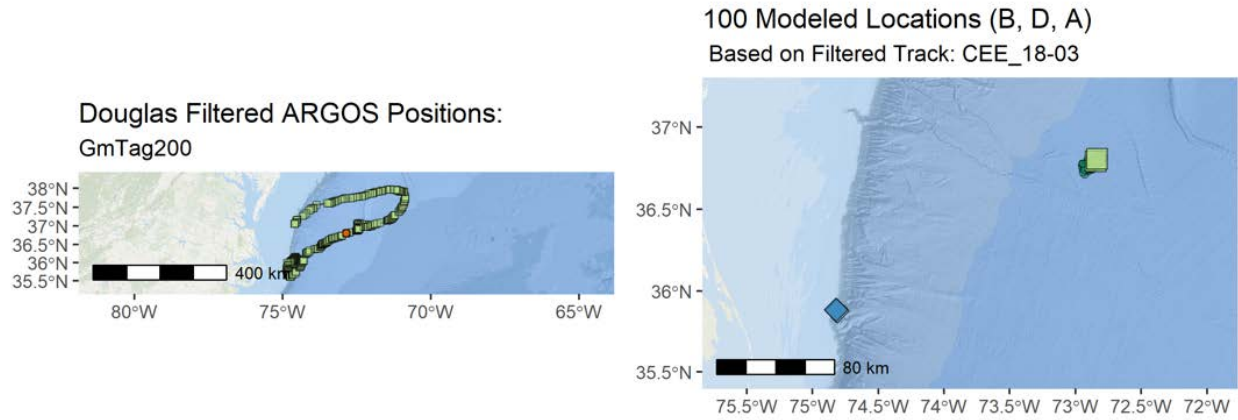 Douglas Filtered ARGOS Positions:
GmTag200
38°N
37.5°N
37°N
36.5°N
36°N
35.5°N
400 km
80°W
75°W
70°W
65°W
100 Modeled Locations (B, D, A)
Based on Filtered Track: CEE_18-03
37°N
36.5°N
36°N
35.5°N
80 km
75.5°W
75°W
74.5°W
74°W
73.5°W
73°W
72.5°W
72°W